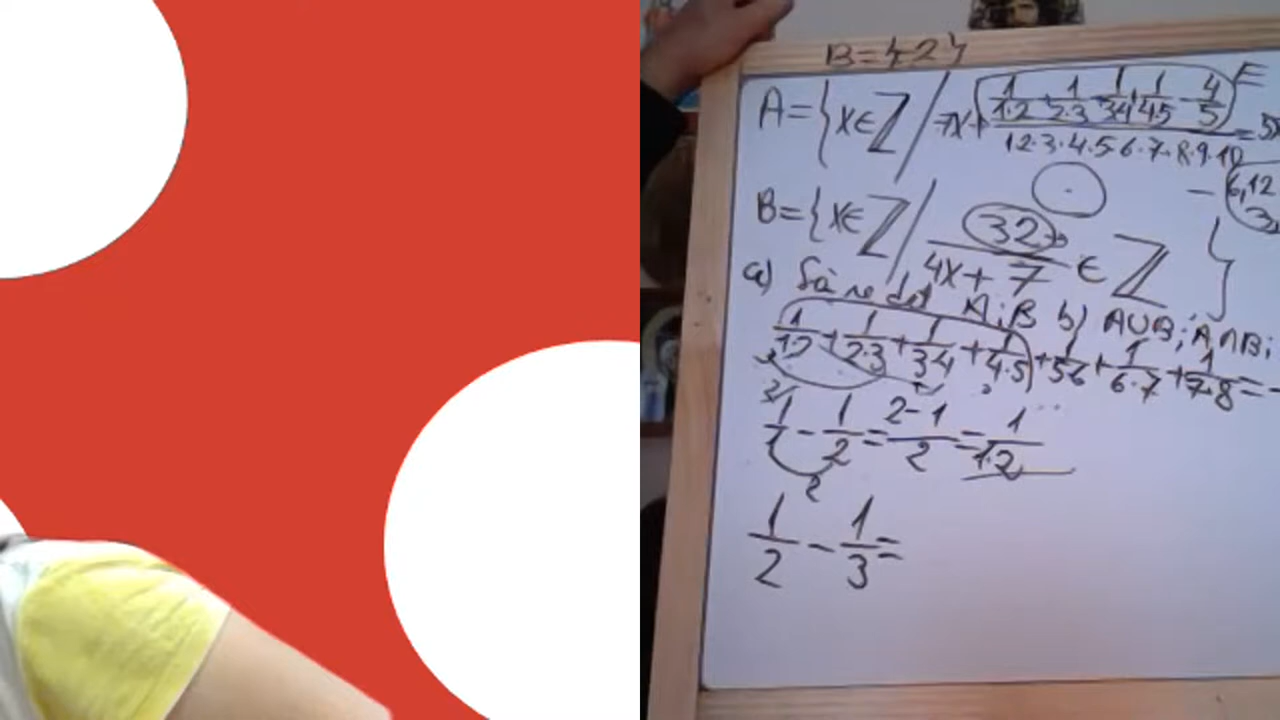 B={2}
A={x∈ℤ/-7x+(1/1·2+1/2·3+1/3·4+1/4·5-4/5)/1·2·3·4·5·6·7·8·9·10=5x
B={x∈ℤ/32/4x+7∈ℤ}
a) Să se det A;B b) A∪B;A∩B;
1/1·2+1/2·3+1/3·4+1/4·5+1/5·6+1/6·7+1/7·8=
1/1-1/2=2-1/2=1/1·2
1/2-1/3=